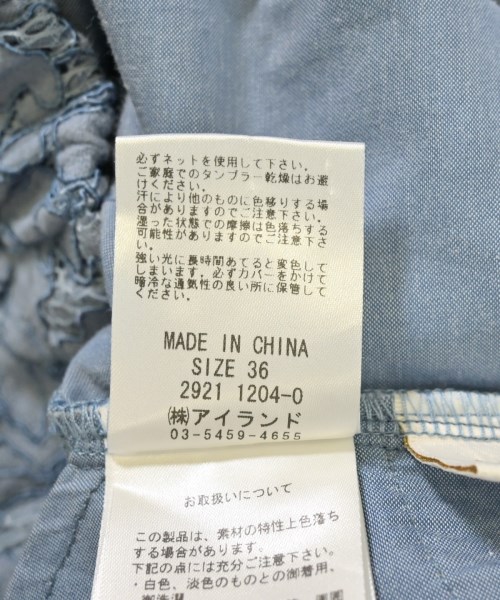 必ずネットを使用して下さい。
ご家庭でのタンブラー乾燥はお避
けください。
汗により他のものに色移りする場
合がありますのでご注意下さい。
湿った状態での摩擦は色落ちする
可能性がありますのでご注意下さ
い。
強い光に長時間あてると変色して
しまいます。必ずカバーをかけて
暗冷な通気性の良い所に保管して
ください。
MADE IN CHINA
SIZE 36
2921 1204-0
㈱アイランド
03-5459-4655
お取扱いについて
この製品は、素材の特性上色落ち
する場合があります。
下記の点には充分ご注意下さい。
・白色、淡色のものとの御着用、